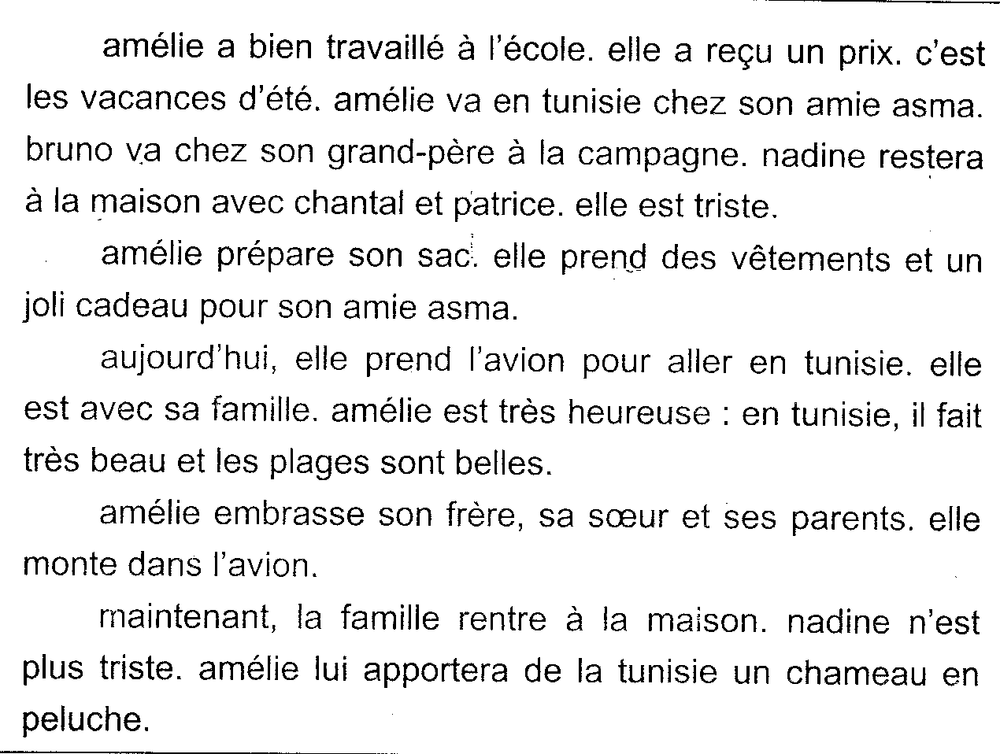 amélie a bien travaillé à l'école. elle a reçu un prix. c'est
les vacances d'été. amélie va en tunisie chez son amie asma.
bruno va chez son grand-père à la campagne. nadine restera
à la maison avec chantal et patrice. elle est triste.
amélie prépare son sac. elle prend des vêtements et un
joli cadeau pour son amie asma.
aujourd'hui, elle prend l'avion pour aller en tunisie. elle
est avec sa famille. amélie est très heureuse : en tunisie, il fait
très beau et les plages sont belles.
amélie embrasse son frère, sa sœur et ses parents. elle
monte dans l'avion.
maintenant, la famille rentre à la maison. nadine n'est
plus triste. amélie lui apportera de la tunisie un chameau en
peluche.